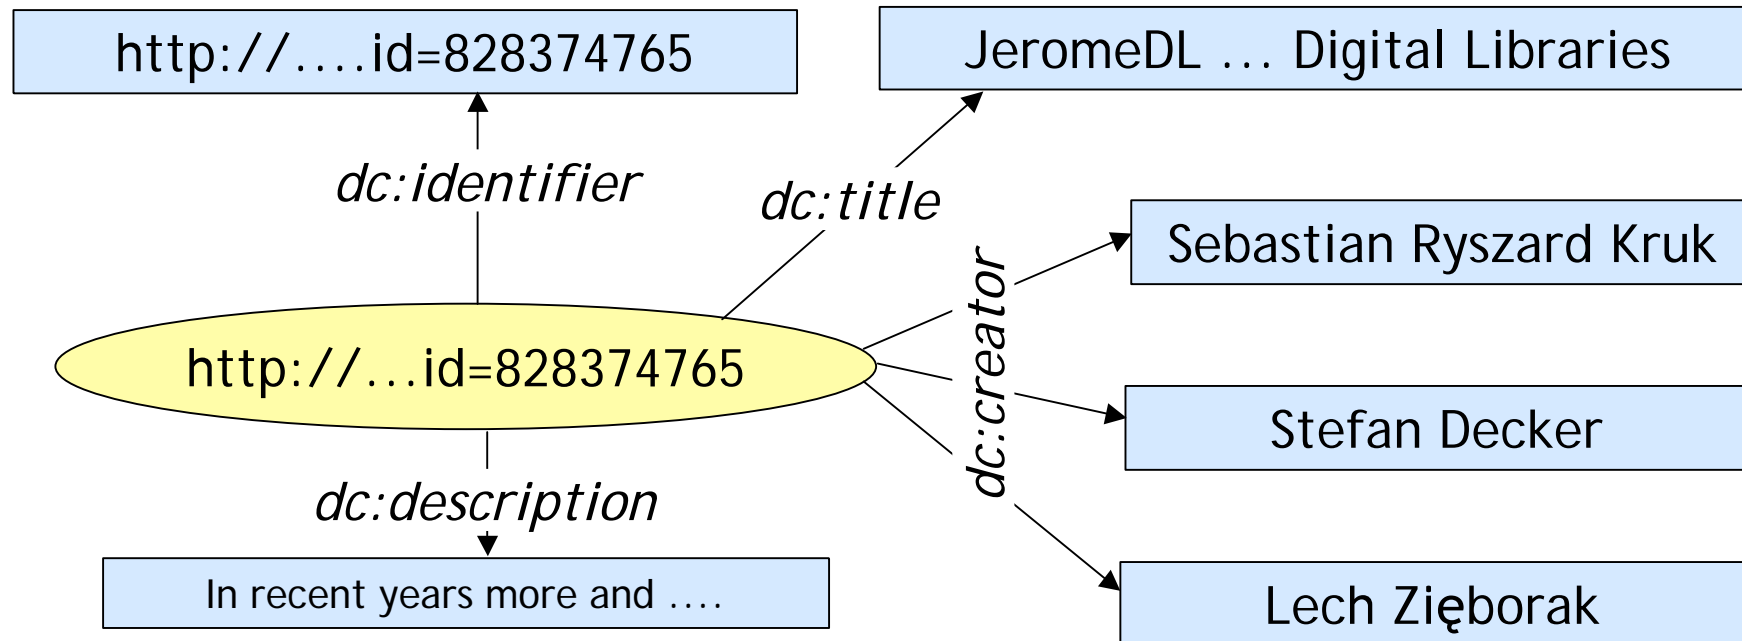 http://....id=828374765
JeromeDL ... Digital Libraries
dc:identifier
dc:title
Sebastian Ryszard Kruk
dc:creator
http://...id=828374765
Stefan Decker
dc:description
In recent years more and ....
Lech Zięborak